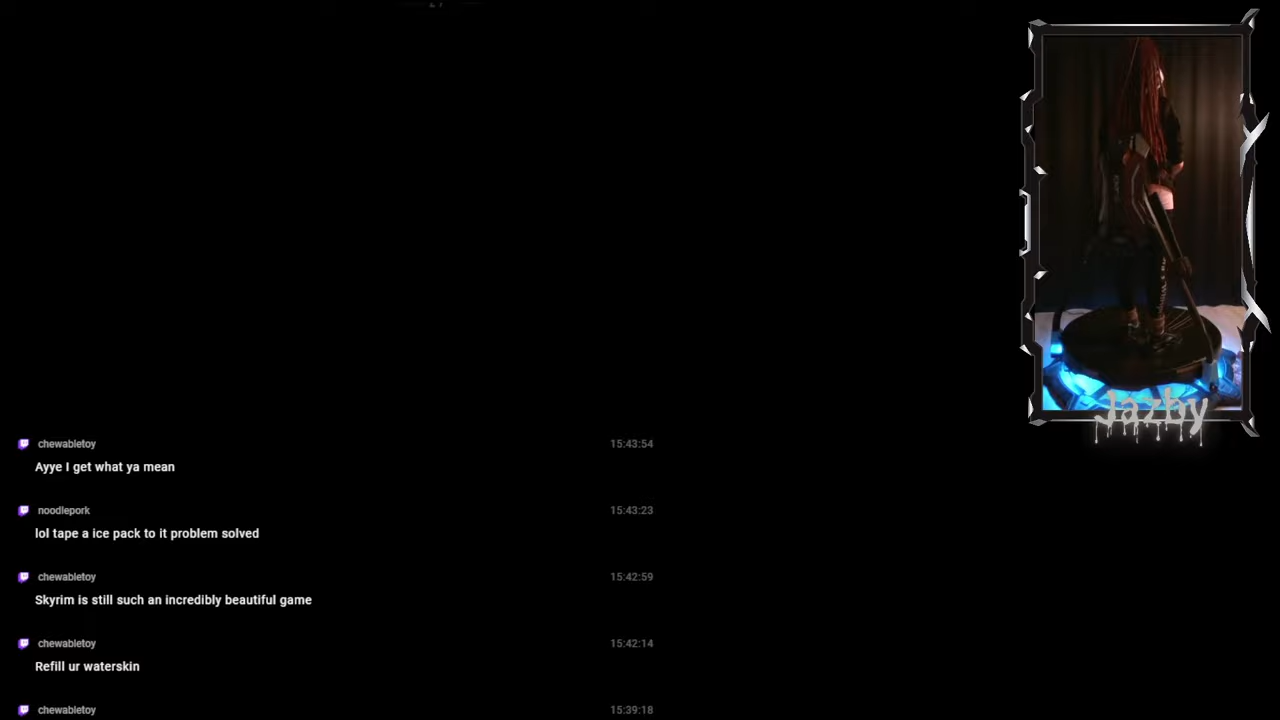 Jazby
chewabletoy 15:43:54
Ayye I get what ya mean
noodlepork 15:43:23
lol tape a ice pack to it problem solved
chewabletoy 15:42:59
Skyrim is still such an incredibly beautiful game
chewabletoy 15:42:14
Refill ur waterskin
chewabletoy 15:39:18